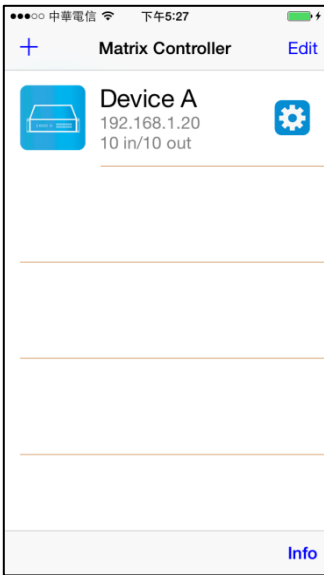 中華電信 下午5:27
+ Matrix Controller Edit
Device A
192.168.1.20
10 in/10 out
Info